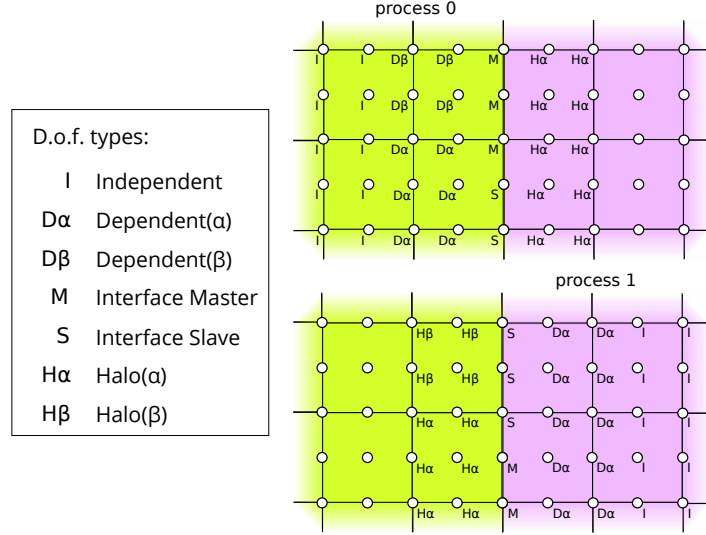 process 0
I I Dβ Dβ M Hα Hα
I I Dβ Dβ M Hα Hα
I I Dα Dα M Hα Hα
I I Dα Dα S Hα Hα
I I Dα Dα S Hα Hα
D.o.f. types:
I Independent
Dα Dependent(α)
Dβ Dependent(β)
M Interface Master
S Interface Slave
Hα Halo(α)
Hβ Halo(β)
process 1
Hβ Hβ S Dα Dα I I
Hβ Hβ S Dα Dα I I
Hα Hα S Dα Dα I I
Hα Hα M Dα Dα I I
Hα Hα M Dα Dα I I